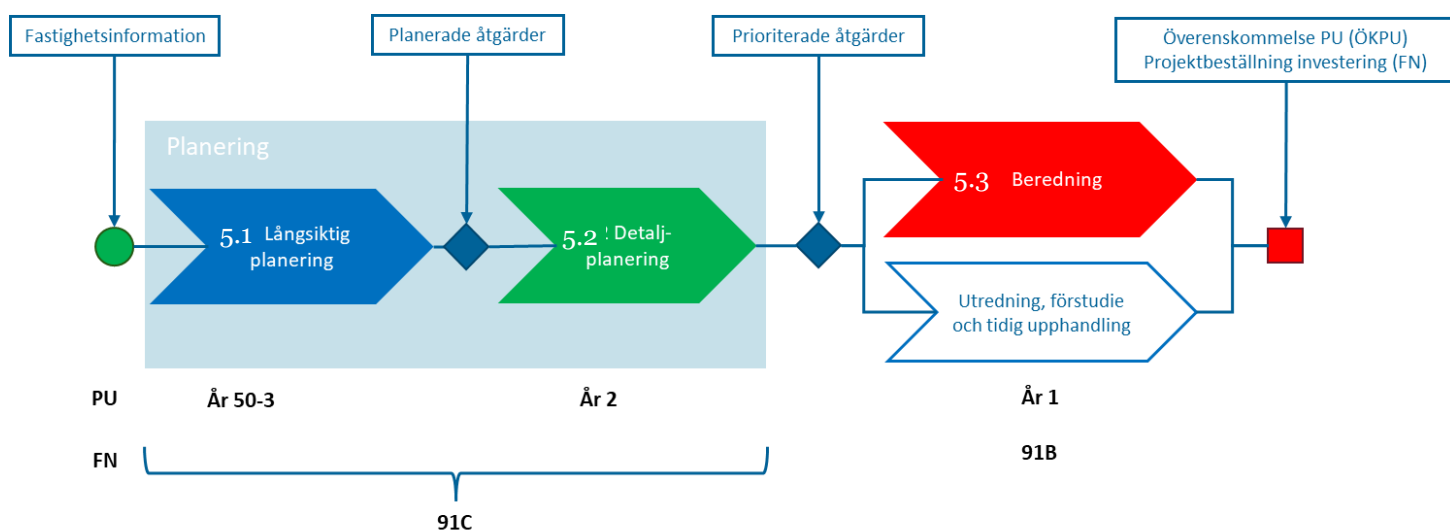 Fastighetsinformation
Planerade åtgärder
Prioriterade åtgärder
Överenskommelse PU (ÖKPU)
Projektbeställning investering (FN)
Planering
5.1 Långsiktig
planering
5.2 Detalj-
planering
5.3 Beredning
Utredning, förstudie
och tidig upphandling
PU
År 50-3
År 2
År 1
FN
91B
91C